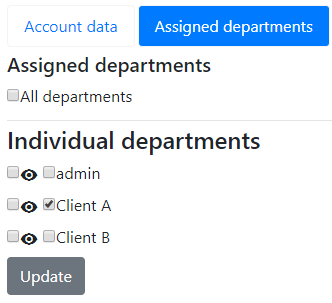 Account data Assigned departments
Assigned departments
All departments
Individual departments
admin
Client A
Client B
Update